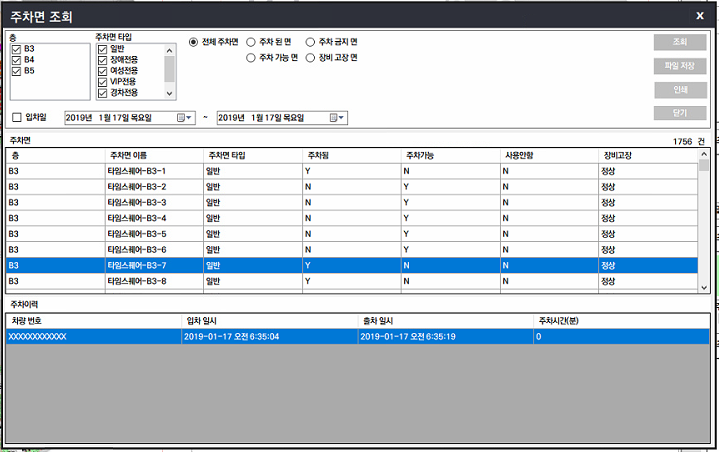 주차면 조회 X
층 주차면 타입
B3 일반 전체 주차면 주차 된 면 주차 금지 면 조회
B4 장애전용 주차 가능 면 장비 고장 면
B5 여성전용 파일 저장
VIP전용
경차전용 인쇄
입차일 2019년 1월 17일 목요일 ~ 2019년 1월 17일 목요일 닫기
주차면 1756 건
층 주차면 이름 주차면 타입 주차됨 주차가능 사용안함 장비고장
B3 타임스퀘어-B3-1 일반 Y N N 정상
B3 타임스퀘어-B3-2 일반 N Y N 정상
B3 타임스퀘어-B3-3 일반 N Y N 정상
B3 타임스퀘어-B3-4 일반 N Y N 정상
B3 타임스퀘어-B3-5 일반 N Y N 정상
B3 타임스퀘어-B3-6 일반 N Y N 정상
B3 타임스퀘어-B3-7 일반 Y N N 정상
B3 타임스퀘어-B3-8 일반 N Y N 정상
주차이력
차량 번호 입차 일시 출차 일시 주차시간(분)
XXXXXXXXXXXX 2019-01-17 오전 6:35:04 2019-01-17 오전 6:35:19 0